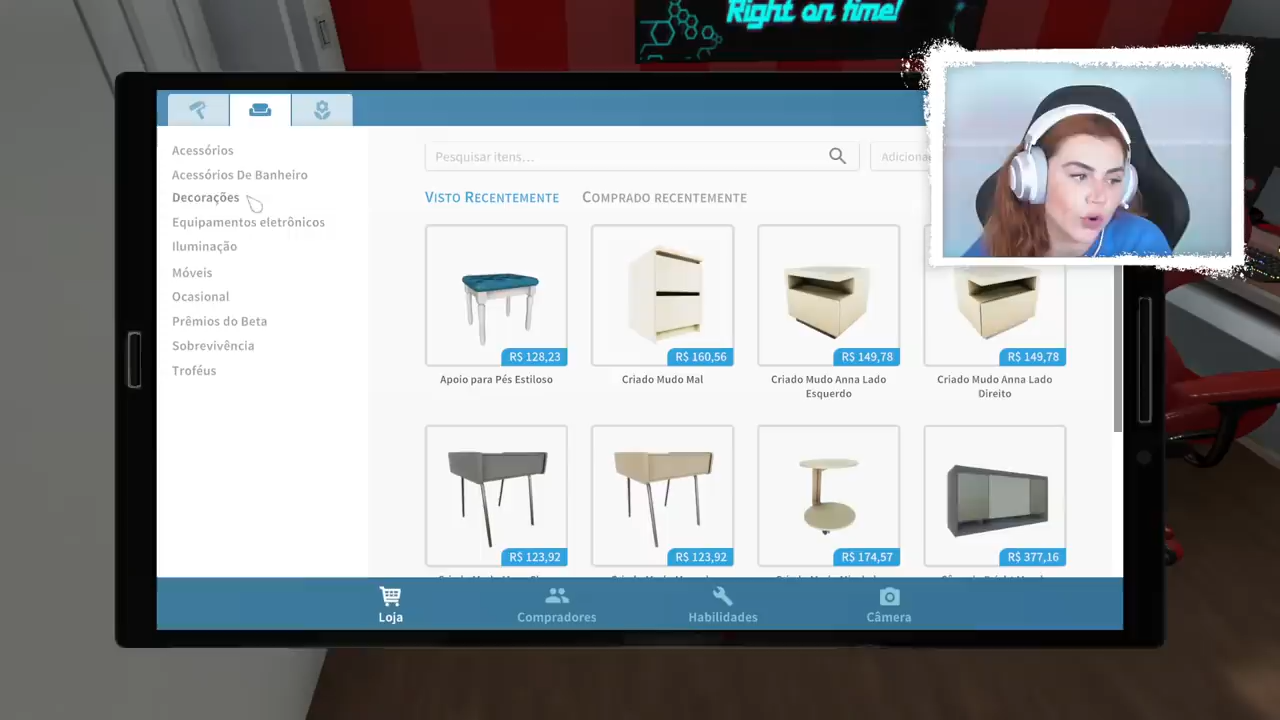 Right on time!
Acessórios
Acessórios De Banheiro
Decorações
Equipamentos eletrônicos
Iluminação
Móveis
Ocasional
Prêmios do Beta
Sobrevivência
Troféus
Pesquisar itens...
VISTO RECENTEMENTE
COMPRADO RECENTEMENTE
R$ 128,23
R$ 160,56
R$ 149,78
R$ 149,78
Apoio para Pés Estiloso
Criado Mudo Mal
Criado Mudo Anna Lado
Esquerdo
Criado Mudo Anna Lado
Direito
R$ 123,92
R$ 123,92
R$ 174,57
R$ 377,16
Loja
Compradores
Habilidades
Câmera